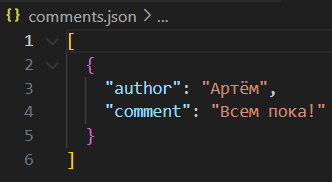 {} comments.json > ...
1 [
2 {
3 "author": "Артём",
4 "comment": "Всем пока!"
5 }
6 ]